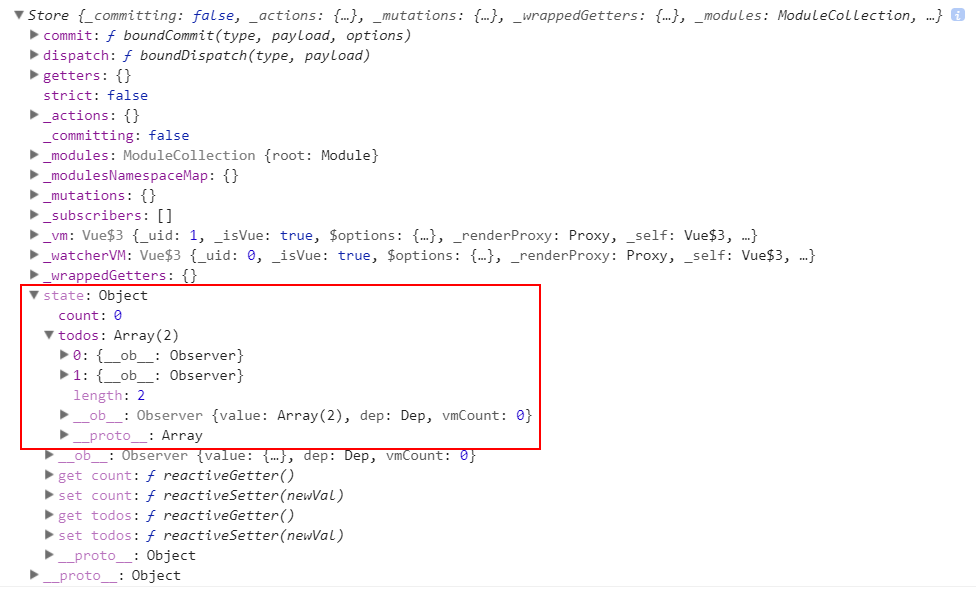 Store {_committing: false, _actions: {…}, _mutations: {…}, _wrappedGetters: {…}, _modules: ModuleCollection, …} i
commit: ƒ boundCommit(type, payload, options)
dispatch: ƒ boundDispatch(type, payload)
getters: {}
strict: false
_actions: {}
_committing: false
_modules: ModuleCollection {root: Module}
_modulesNamespaceMap: {}
_mutations: {}
_subscribers: []
_vm: Vue$3 {_uid: 1, _isVue: true, $options: {…}, _renderProxy: Proxy, _self: Vue$3, …}
_watcherVM: Vue$3 {_uid: 0, _isVue: true, $options: {…}, _renderProxy: Proxy, _self: Vue$3, …}
_wrappedGetters: {}
state: Object
count: 0
todos: Array(2)
0: {__ob__: Observer}
1: {__ob__: Observer}
length: 2
__ob__: Observer {value: Array(2), dep: Dep, vmCount: 0}
__proto__: Array
__ob__: Observer {value: {…}, dep: Dep, vmCount: 0}
get count: ƒ reactiveGetter()
set count: ƒ reactiveSetter(newVal)
get todos: ƒ reactiveGetter()
set todos: ƒ reactiveSetter(newVal)
__proto__: Object
__proto__: Object